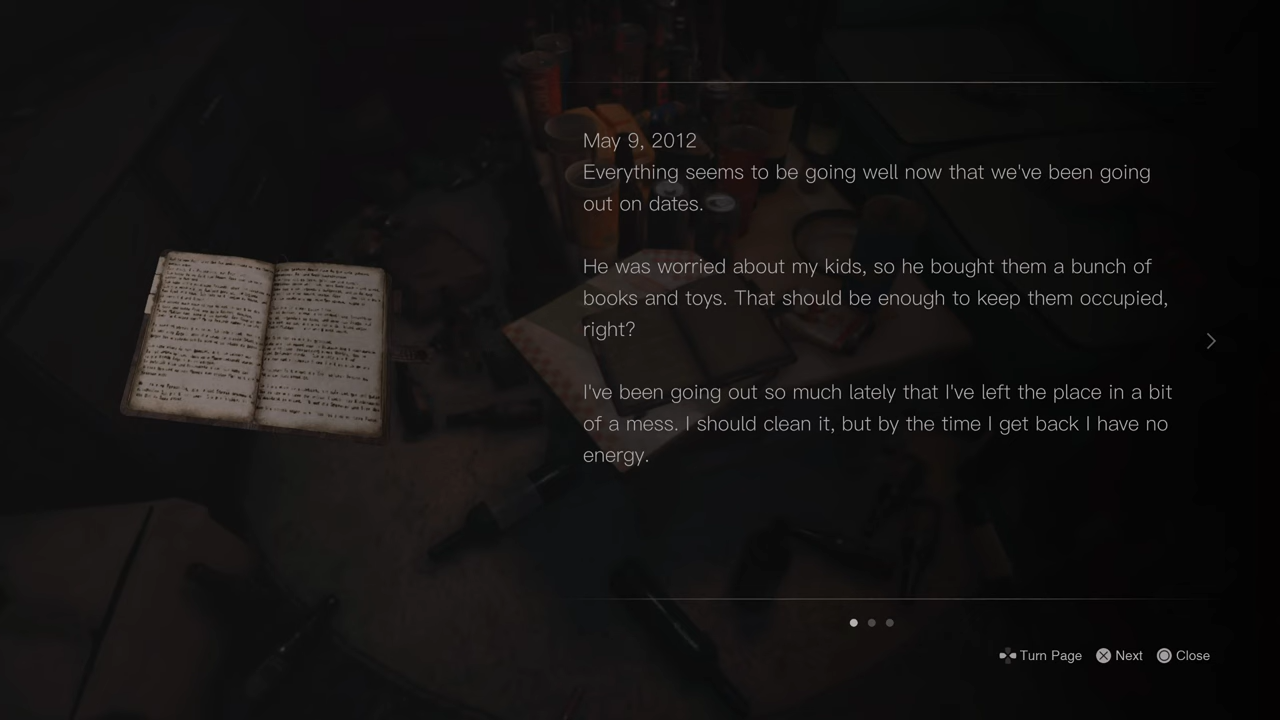 May 9, 2012
Everything seems to be going well now that we've been going
out on dates.
He was worried about my kids, so he bought them a bunch of
books and toys. That should be enough to keep them occupied,
right?
I've been going out so much lately that I've left the place in a bit
of a mess. I should clean it, but by the time I get back I have no
energy.
Turn Page Next Close